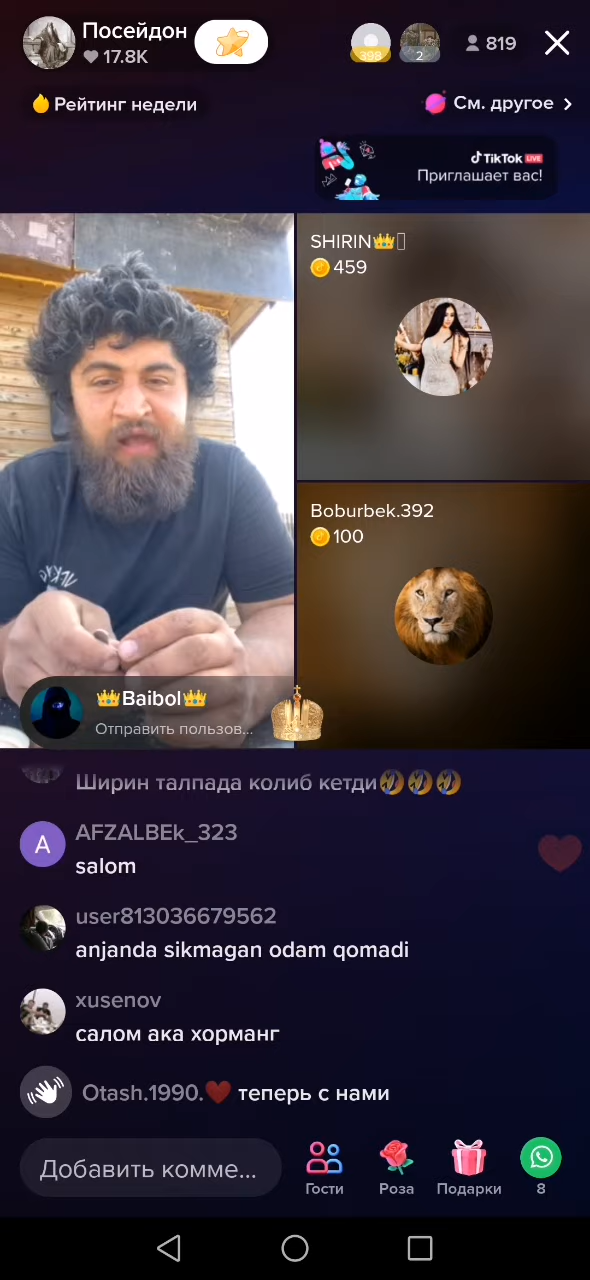 Посейдон
17.8K
398
2
819
Рейтинг недели
См. другое
TikTok LIVE
Приглашает вас!
SHIRIN👑
459
Boburbek.392
100
👑Baibol👑
Отправить пользов...
Ширин талпада колиб кетди🤣🤣🤣
A
AFZALBEk_323
salom
user813036679562
anjanda sikmagan odam qomadi
xusenov
салом ака хорманг
Otash.1990.❤️ теперь с нами
Добавить комме...
Гости
Роза
Подарки
8